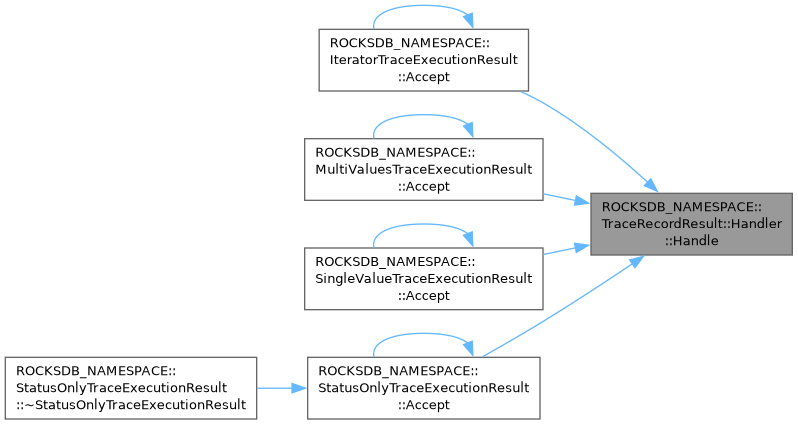 ROCKSDB_NAMESPACE::
IteratorTraceExecutionResult
::Accept
ROCKSDB_NAMESPACE::
MultiValuesTraceExecutionResult
::Accept
ROCKSDB_NAMESPACE::
TraceRecordResult::Handler
::Handle
ROCKSDB_NAMESPACE::
SingleValueTraceExecutionResult
::Accept
ROCKSDB_NAMESPACE::
StatusOnlyTraceExecutionResult
::~StatusOnlyTraceExecutionResult
ROCKSDB_NAMESPACE::
StatusOnlyTraceExecutionResult
::Accept